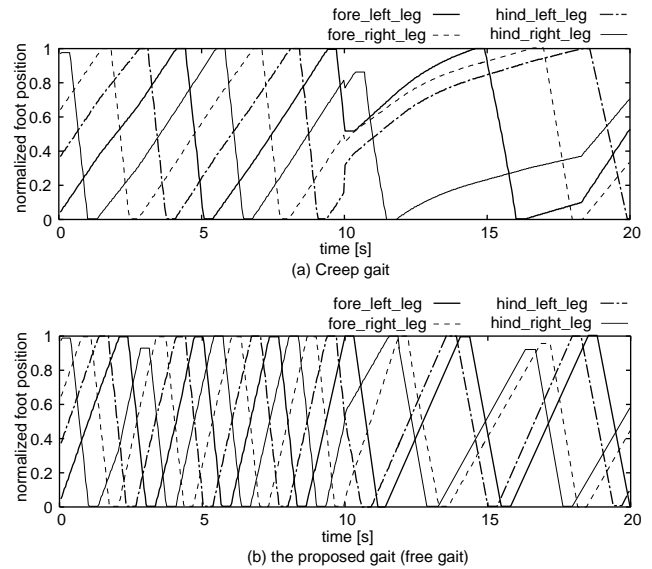 fore_left_leg hind_left_leg
fore_right_leg hind_right_leg
1
0.8
0.6
0.4
0.2
0
normalized foot position
0 5 10 15 20
time [s]
(a) Creep gait
fore_left_leg hind_left_leg
fore_right_leg hind_right_leg
1
0.8
0.6
0.4
0.2
0
normalized foot position
0 5 10 15 20
time [s]
(b) the proposed gait (free gait)